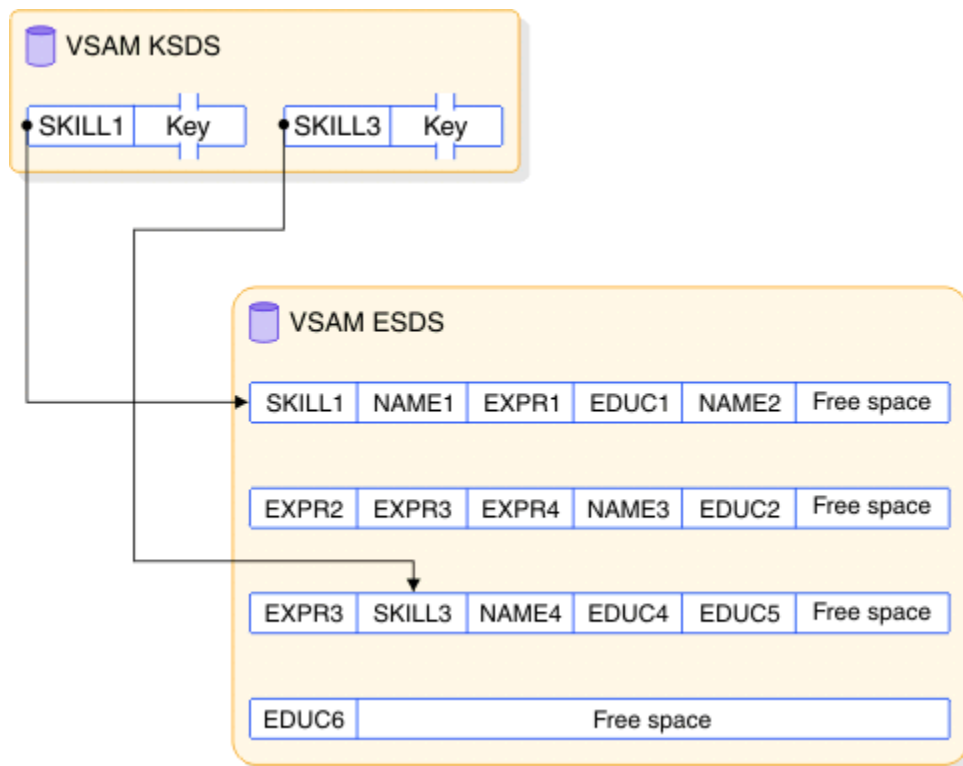 VSAM KSDS
SKILL1 Key SKILL3 Key
VSAM ESDS
SKILL1 NAME1 EXPR1 EDUC1 NAME2 Free space
EXPR2 EXPR3 EXPR4 NAME3 EDUC2 Free space
EXPR3 SKILL3 NAME4 EDUC4 EDUC5 Free space
EDUC6 Free space